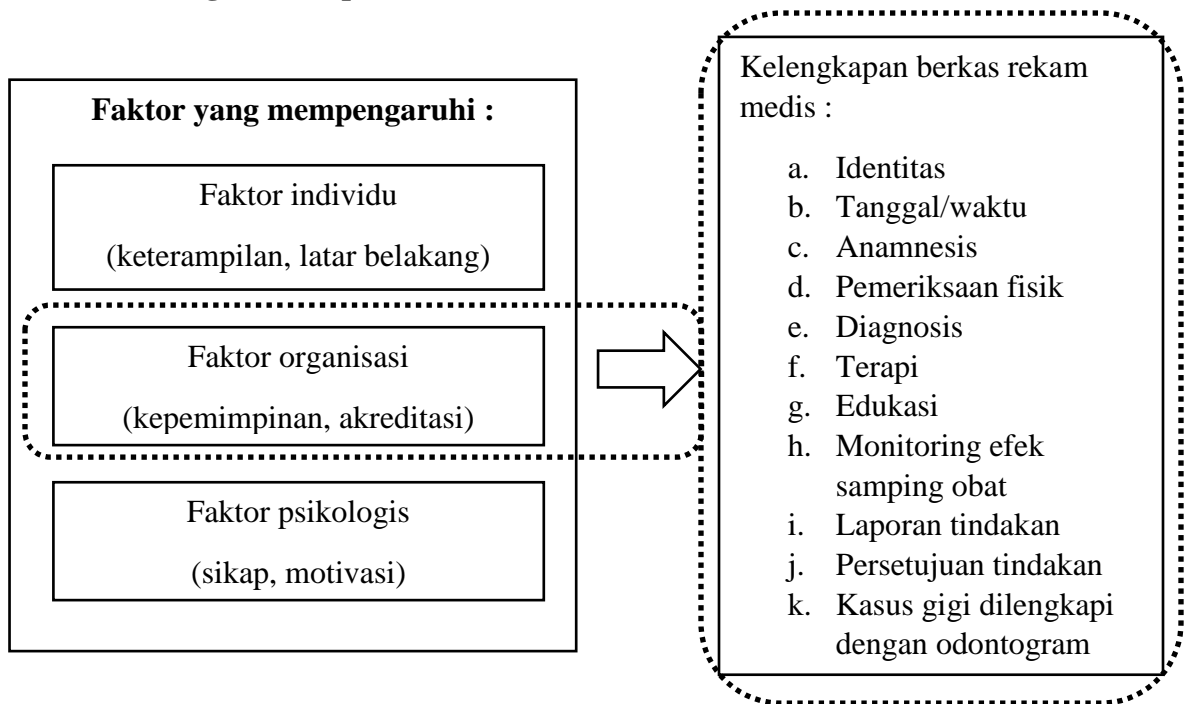 Faktor yang mempengaruhi :
Faktor individu
(keterampilan, latar belakang)
Faktor organisasi
(kepemimpinan, akreditasi)
Faktor psikologis
(sikap, motivasi)
Kelengkapan berkas rekam
medis :
a. Identitas
b. Tanggal/waktu
c. Anamnesis
d. Pemeriksaan fisik
e. Diagnosis
f. Terapi
g. Edukasi
h. Monitoring efek
samping obat
i. Laporan tindakan
j. Persetujuan tindakan
k. Kasus gigi dilengkapi
dengan odontogram